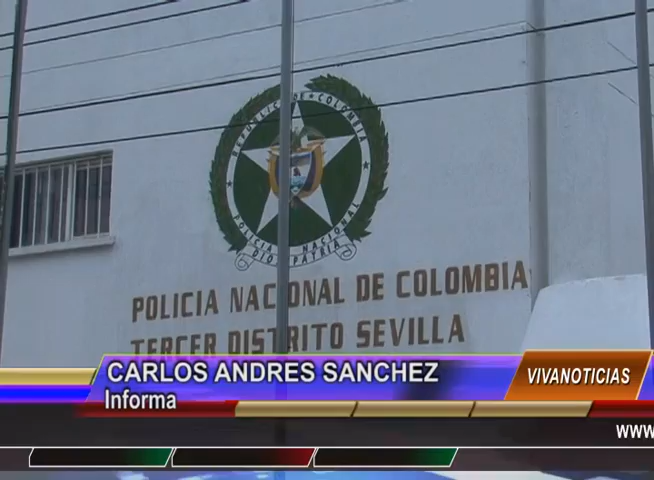 REPUBLICA DE COLOMBIA
POLICIA NACIONAL
DIOS Y PATRIA
POLICIA NACIONAL DE COLOMBIA
TERCER DISTRITO SEVILLA
CARLOS ANDRES SANCHEZ
Informa
VIVANOTICIAS
www.